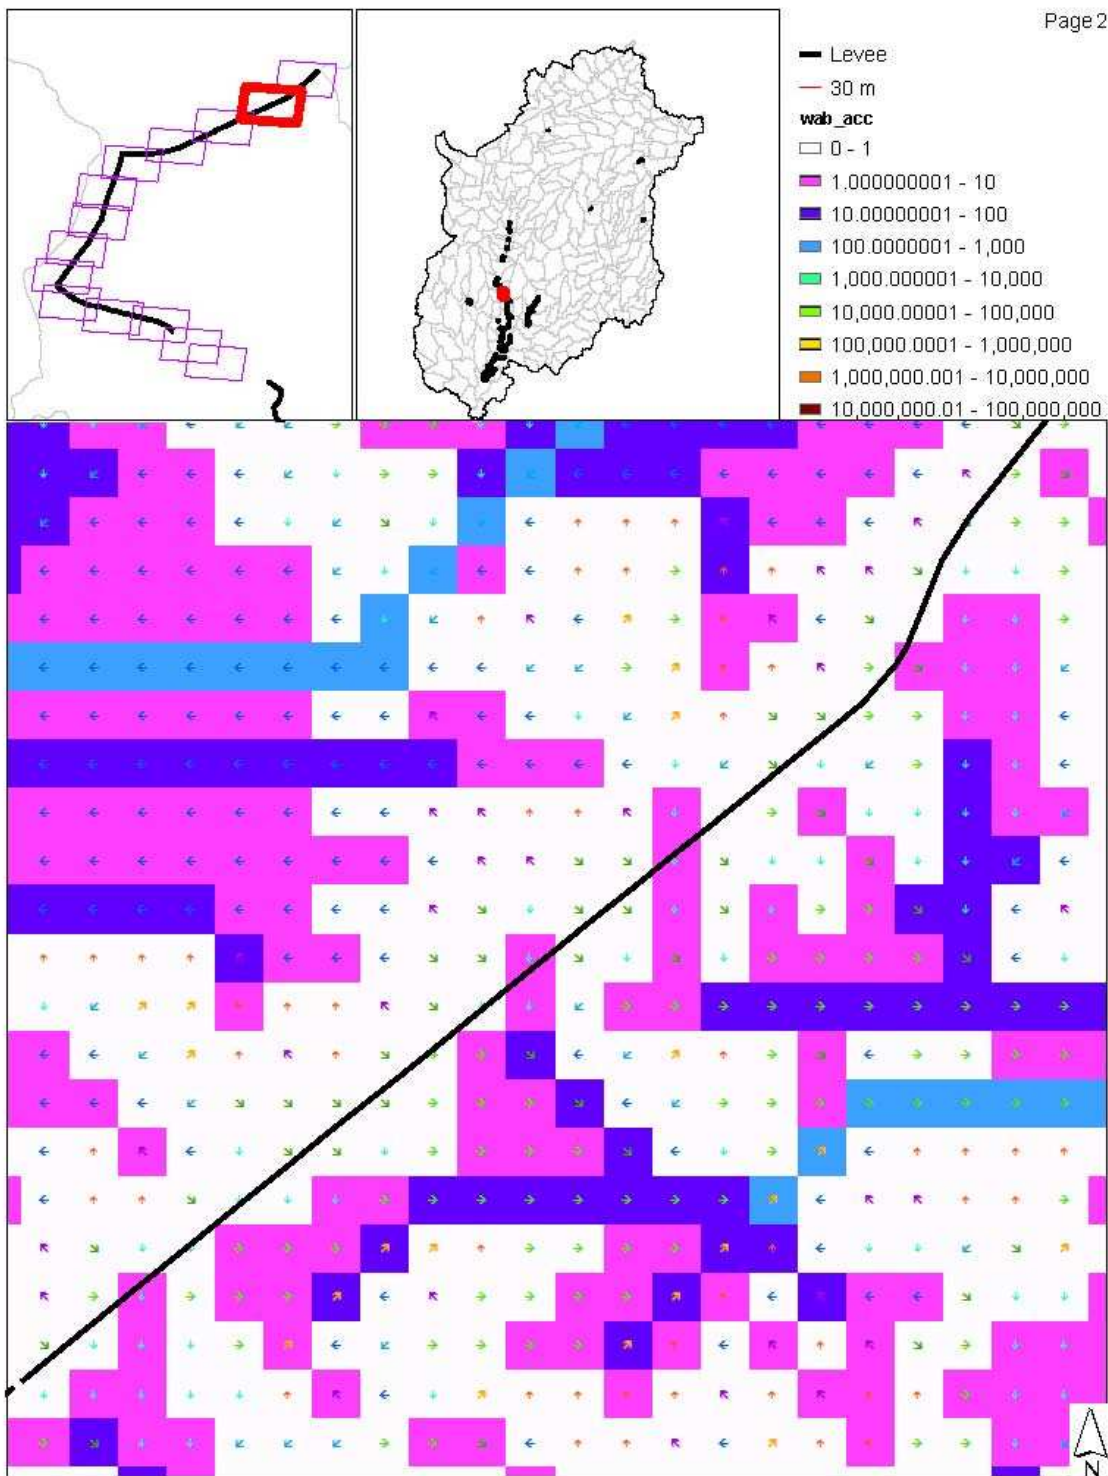 Page 2
Levee
30 m
wab_acc
0 - 1
1.000000001 - 10
10.00000001 - 100
100.0000001 - 1,000
1,000.000001 - 10,000
10,000.00001 - 100,000
100,000.0001 - 1,000,000
1,000,000.001 - 10,000,000
10,000,000.01 - 100,000,000
N